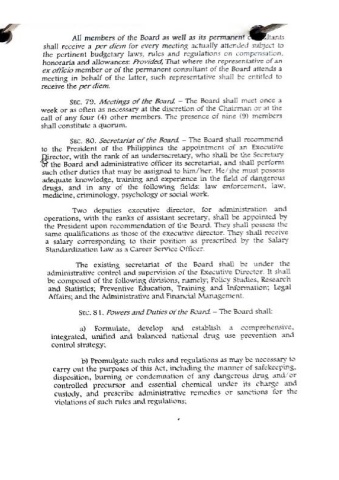 All members of the Board as well as its permanent consultants
shall receive a per diem for every meeting actually attended subject to
the pertinent budgetary laws, rules and regulations on compensation,
honoraria and allowances: Provided, That where the representative of an
ex officio member or of the permanent consultant of the Board attends a
meeting in behalf of the latter, such representative shall be entitled to
receive the per diem.
SEC. 79. Meetings of the Board. – The Board shall meet once a
week or as often as necessary at the discretion of the Chairman or at the
call of any four (4) other members. The presence of nine (9) members
shall constitute a quorum.
SEC. 80. Secretariat of the Board. – The Board shall recommend
to the President of the Philippines the appointment of an Executive
Director, with the rank of an undersecretary, who shall be the Secretary
of the Board and administrative officer of its secretariat, and shall perform
such other duties that may be assigned to him/her. He/she must possess
adequate knowledge, training and experience in the field of dangerous
drugs, and in any of the following fields: law enforcement, law,
medicine, criminology, psychology or social work.
Two deputies executive director, for administration and
operations, with the ranks of assistant secretary, shall be appointed by
the President upon recommendation of the Board. They shall possess the
same qualifications as those of the executive director. They shall receive
a salary corresponding to their position as prescribed by the Salary
Standardization Law as a Career Service Officer.
The existing secretariat of the Board shall be under the
administrative control and supervision of the Executive Director. It shall
be composed of the following divisions, namely: Policy Studies, Research
and Statistics; Preventive Education, Training and Information; Legal
Affairs; and the Administrative and Financial Management.
SEC. 81. Powers and Duties of the Board. – The Board shall:
a) Formulate, develop and establish a comprehensive,
integrated, unified and balanced national drug use prevention and
control strategy;
b) Promulgate such rules and regulations as may be necessary to
carry out the purposes of this Act, including the manner of safekeeping,
disposition, burning or condemnation of any dangerous drug and/or
controlled precursor and essential chemical under its charge and
custody, and prescribe administrative remedies or sanctions for the
violations of such rules and regulations;